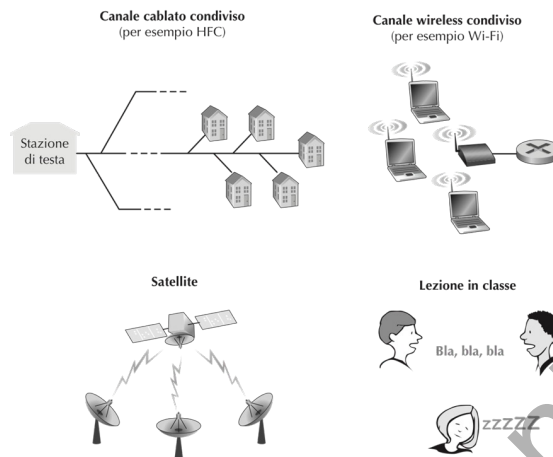 Canale cablato condiviso
(per esempio HFC)
Canale wireless condiviso
(per esempio Wi-Fi)
Stazione
di testa
Satellite
Lezione in classe
Bla, bla, bla
zzzzz